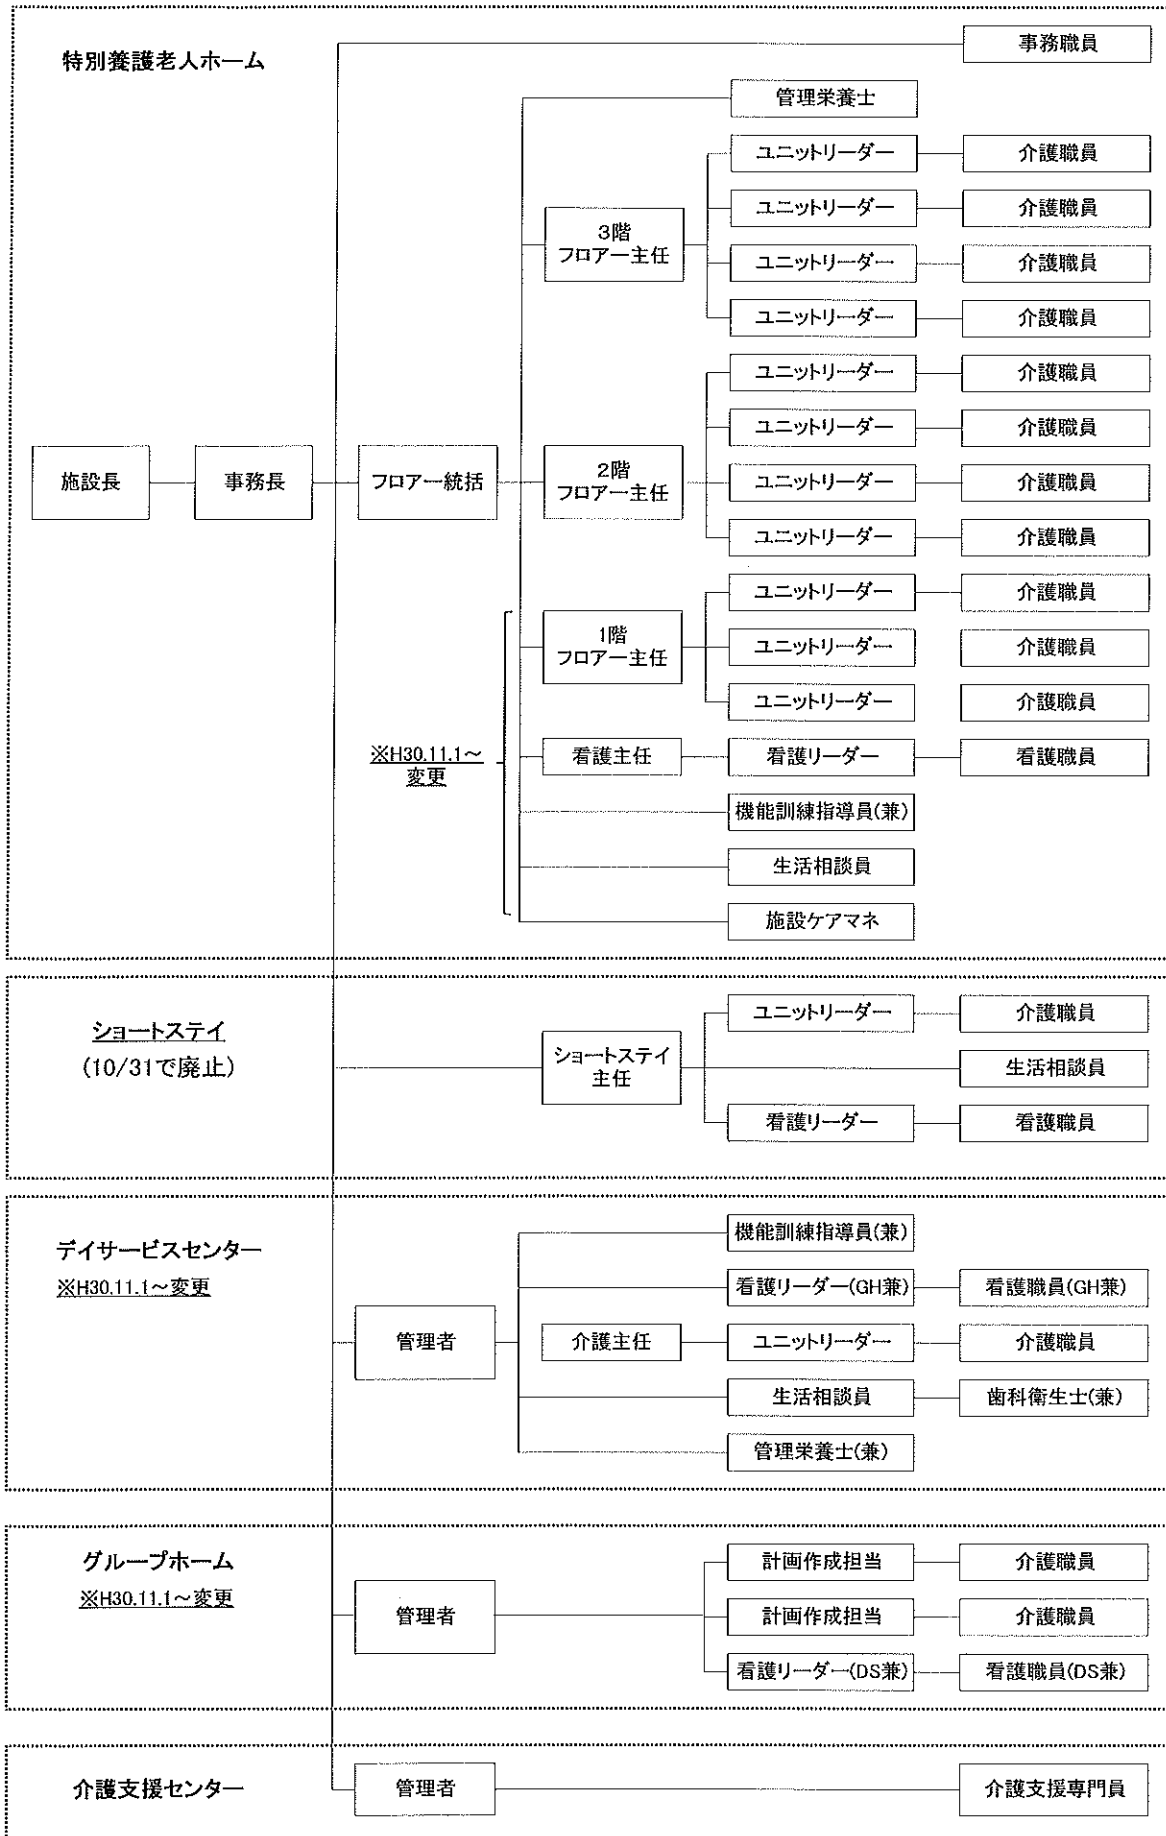 特別養護老人ホーム
事務職員
管理栄養士
ユニットリーダー
介護職員
ユニットリーダー
介護職員
3階
フロアー主任
ユニットリーダー
介護職員
ユニットリーダー
介護職員
ユニットリーダー
介護職員
ユニットリーダー
介護職員
施設長
事務長
フロアー統括
2階
フロアー主任
ユニットリーダー
介護職員
ユニットリーダー
介護職員
ユニットリーダー
介護職員
1階
フロアー主任
ユニットリーダー
介護職員
ユニットリーダー
介護職員
※H30.11.1～
変更
看護主任
看護リーダー
看護職員
機能訓練指導員(兼)
生活相談員
施設ケアマネ
ショートステイ
(10/31で廃止)
ショートステイ
主任
ユニットリーダー
介護職員
生活相談員
看護リーダー
看護職員
デイサービスセンター
※H30.11.1～変更
管理者
機能訓練指導員(兼)
看護リーダー(GH兼)
看護職員(GH兼)
介護主任
ユニットリーダー
介護職員
生活相談員
歯科衛生士(兼)
管理栄養士(兼)
グループホーム
※H30.11.1～変更
管理者
計画作成担当
介護職員
計画作成担当
介護職員
看護リーダー(DS兼)
看護職員(DS兼)
介護支援センター
管理者
介護支援専門員